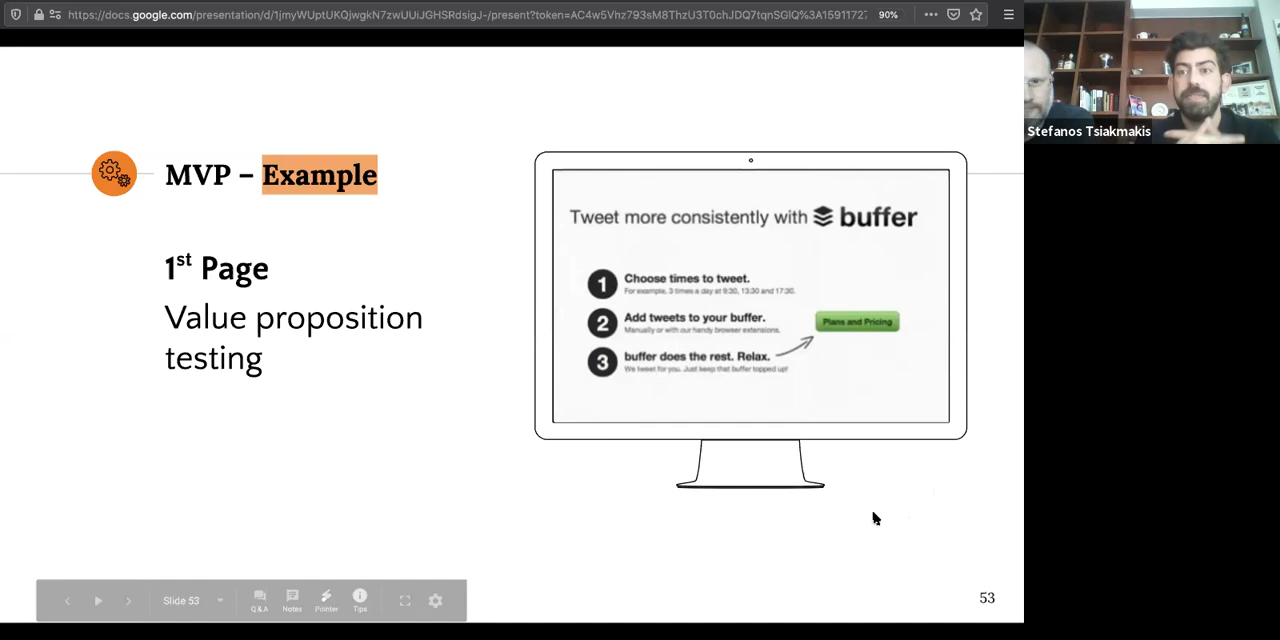 https://docs.google.com/presentation/d/1jmyWUptUKQjwgkN7zwUUiJGHSRdsigJ-/present?token=AC4w5Vhz793sM8ThzU3T0chJDQ7tqnSGlQ%3A15911727
90%
Stefanos Tsiakmakis
MVP – Example
1st Page
Value proposition
testing
Tweet more consistently with buffer
1 Choose times to tweet.
For example, 3 times a day at 9:30, 13:30 and 17:30.
2 Add tweets to your buffer.
Manually or with our handy browser extensions.
Plans and Pricing
3 buffer does the rest. Relax.
We tweet for you. Just keep that buffer topped up!
Slide 53
Q&A
Notes
Pointer
Tips
53